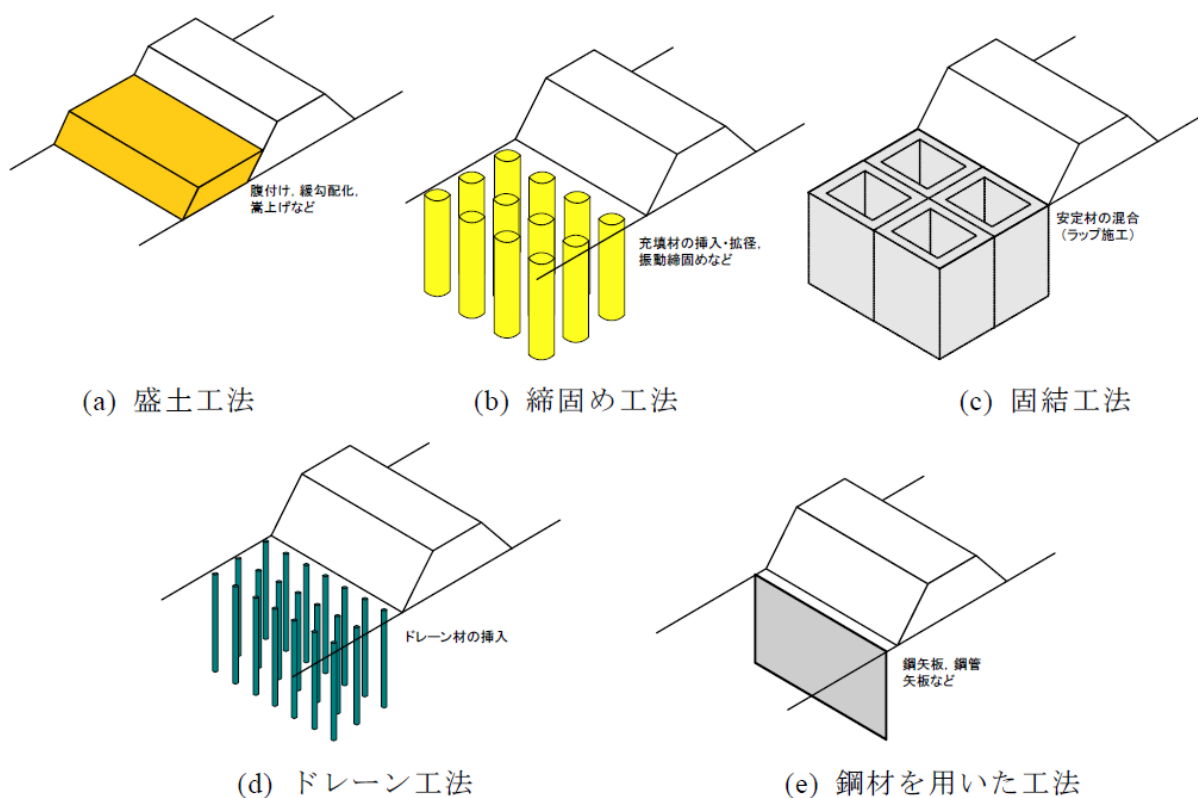 腹付け，緩勾配化，
嵩上げなど
充填材の挿入・拡径，
振動締固めなど
安定材の混合
（ラップ施工）
(a) 盛土工法
(b) 締固め工法
(c) 固結工法
ドレーン材の挿入
鋼矢板，鋼管
矢板など
(d) ドレーン工法
(e) 鋼材を用いた工法